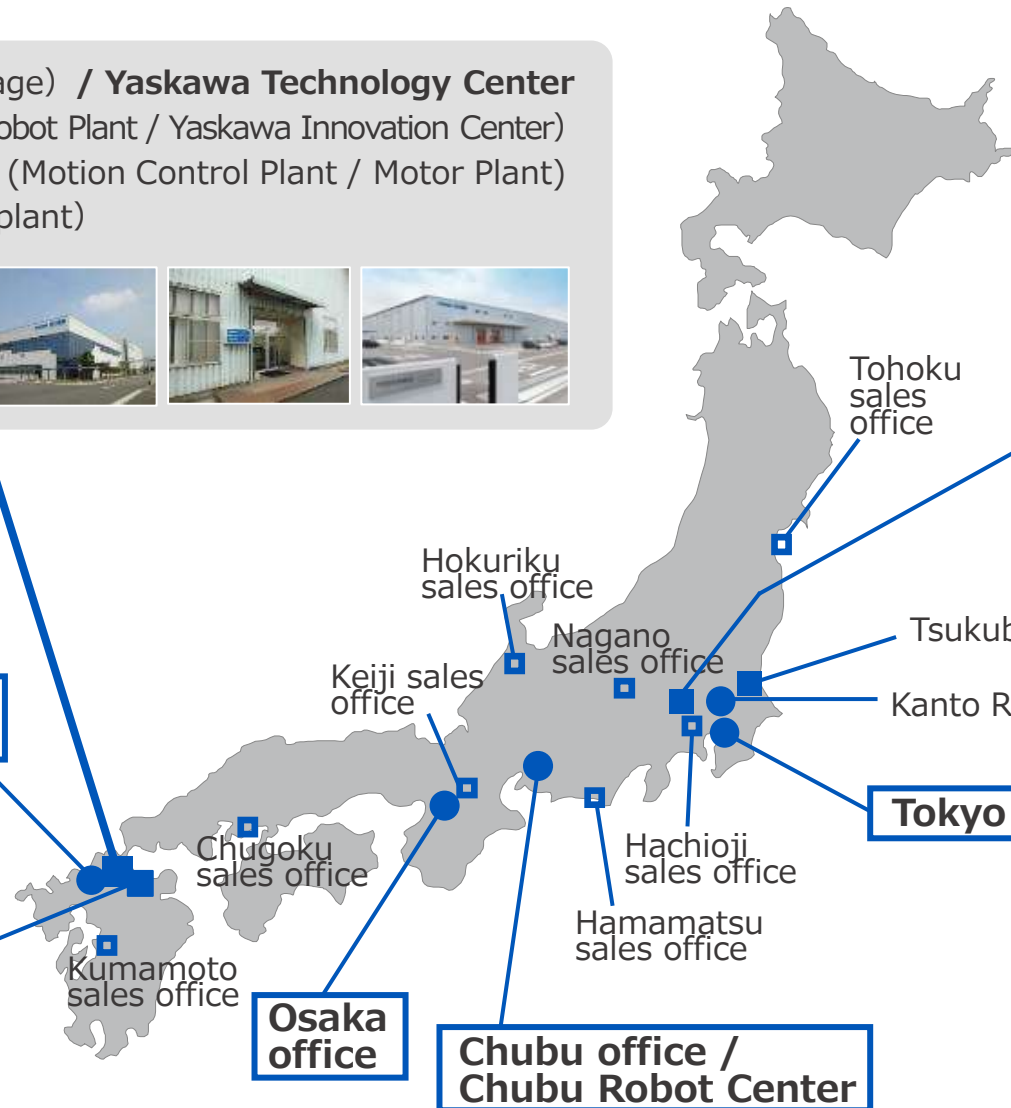 age） / Yaskawa Technology Center
obot Plant / Yaskawa Innovation Center）
(Motion Control Plant / Motor Plant)
plant）
Tohoku
sales
office
Hokuriku
sales office
Nagano
sales office
Keiji sales
office
Tsukub
Kanto R
Tokyo
Chugoku
sales office
Hachioji
sales office
Hamamatsu
sales office
Kumamoto
sales office
Osaka
office
Chubu office /
Chubu Robot Center